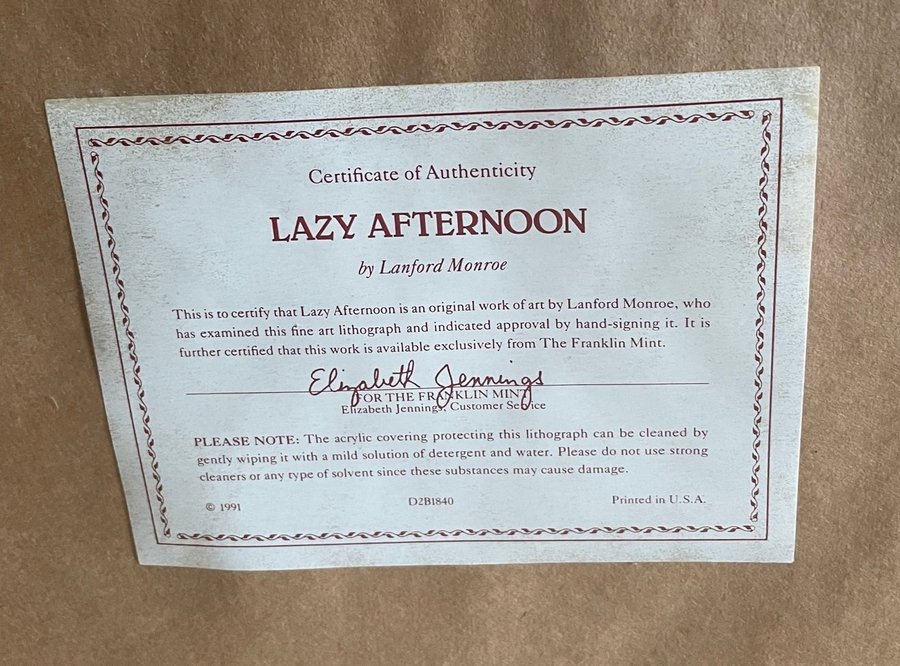 Certificate of Authenticity
LAZY AFTERNOON
by Lanford Monroe
This is to certify that Lazy Afternoon is an original work of art by Lanford Monroe, who
has examined this fine art lithograph and indicated approval by hand-signing it. It is
further certified that this work is available exclusively from The Franklin Mint.
Elizabeth Jennings
FOR THE FRANKLIN MINT
Elizabeth Jennings, Customer Service
PLEASE NOTE: The acrylic covering protecting this lithograph can be cleaned by
gently wiping it with a mild solution of detergent and water. Please do not use strong
cleaners or any type of solvent since these substances may cause damage.
© 1991 D2B1840 Printed in U.S.A.